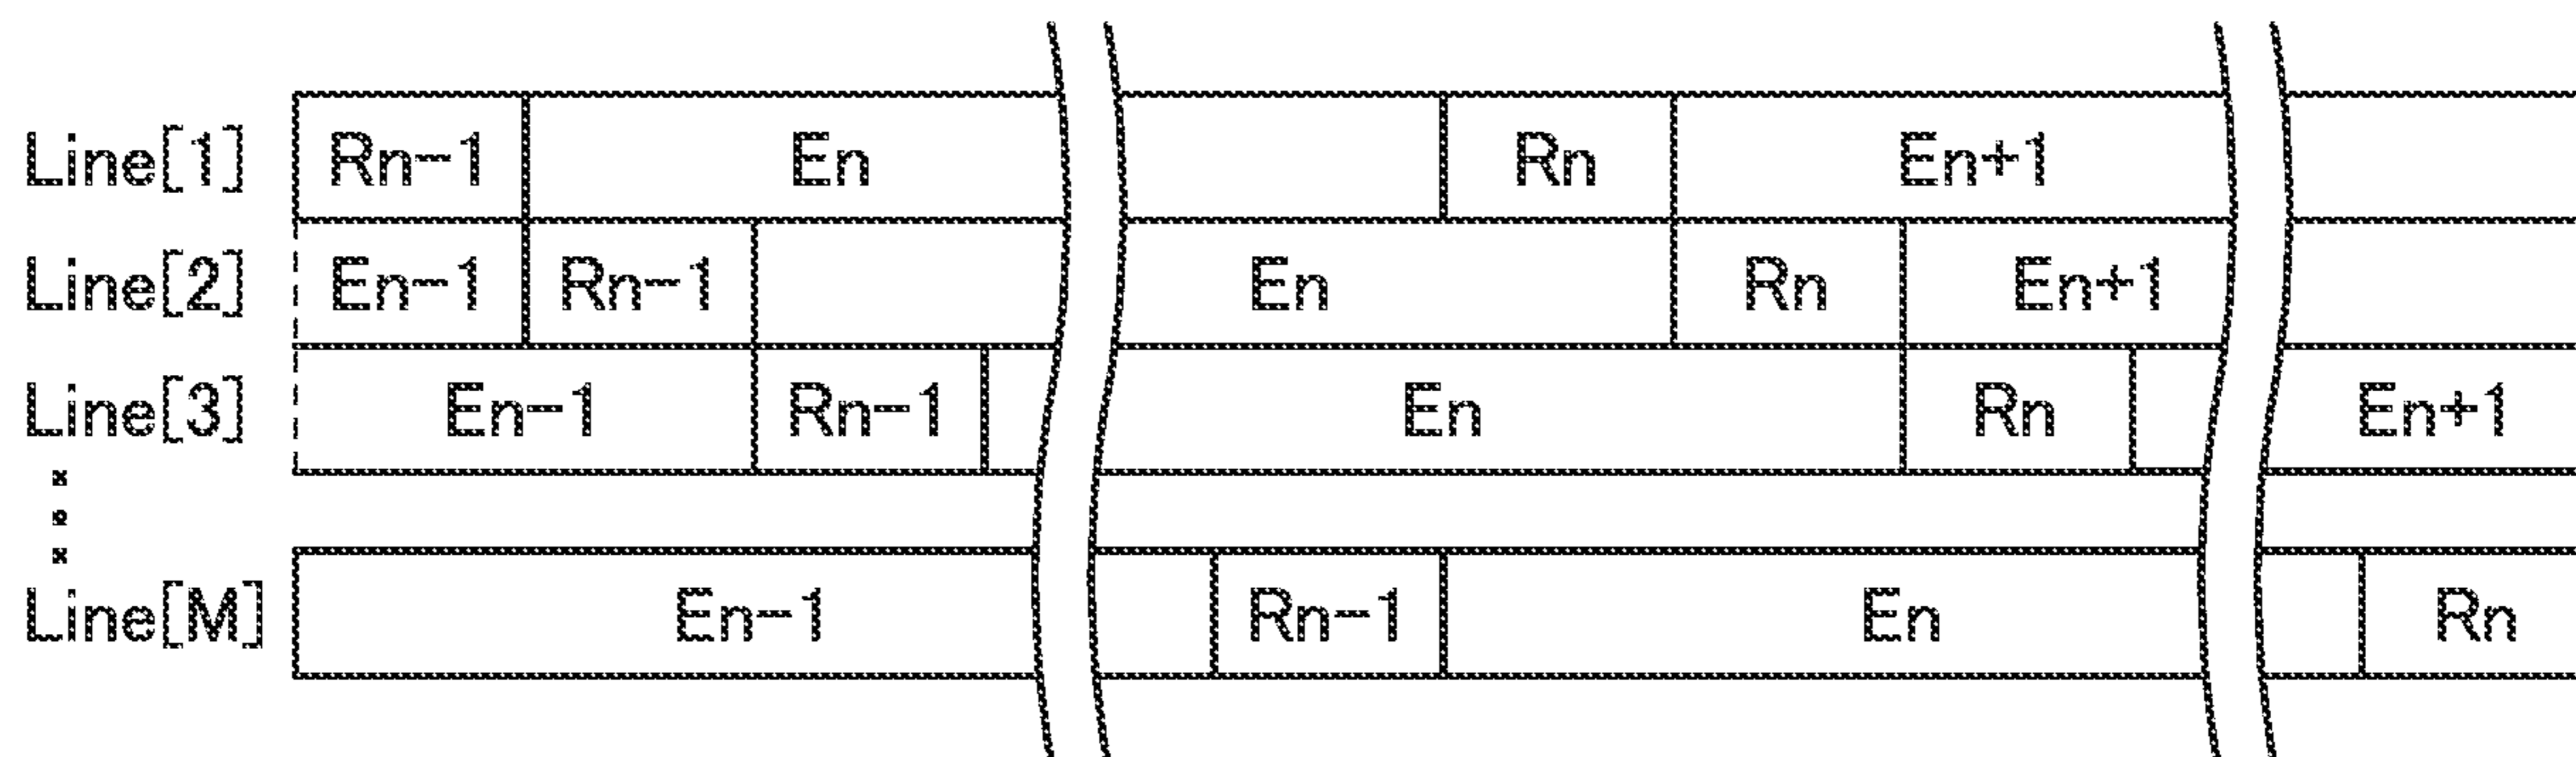 Line[1] Rn-1 En Rn En+1
Line[2] En-1 Rn-1 En Rn En+1
Line[3] En-1 Rn-1 En Rn En+1
Line[M] En-1 Rn-1 En Rn